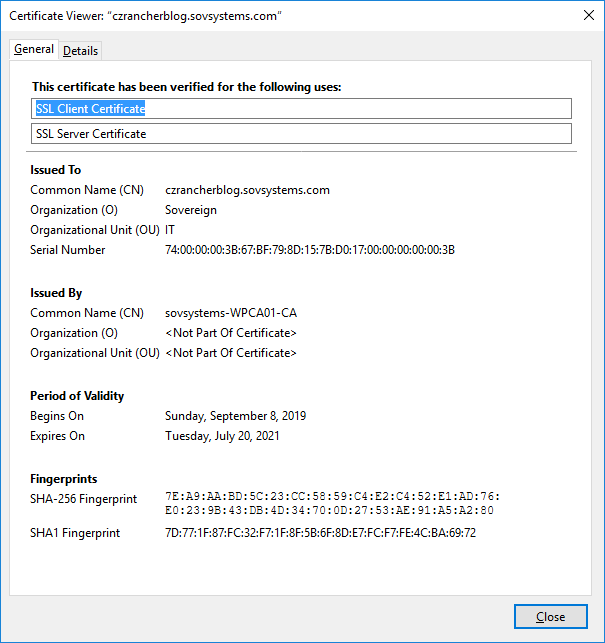 Certificate Viewer: "czrancherblog.sovsystems.com"
General Details
This certificate has been verified for the following uses:
SSL Client Certificate
SSL Server Certificate
Issued To
Common Name (CN) czrancherblog.sovsystems.com
Organization (O) Sovereign
Organizational Unit (OU) IT
Serial Number 74:00:00:00:3B:67:BF:79:8D:15:7B:D0:17:00:00:00:00:00:3B
Issued By
Common Name (CN) sovsystems-WPCA01-CA
Organization (O) <Not Part Of Certificate>
Organizational Unit (OU) <Not Part Of Certificate>
Period of Validity
Begins On Sunday, September 8, 2019
Expires On Tuesday, July 20, 2021
Fingerprints
SHA-256 Fingerprint 7E:A9:AA:BD:5C:23:CC:58:59:C4:E2:C4:52:E1:AD:76:
E0:23:9B:43:DB:4D:34:70:0D:27:53:AE:91:A5:A2:80
SHA1 Fingerprint 7D:77:1F:87:FC:32:F7:1F:8F:5B:6F:8D:E7:FC:F7:FE:4C:BA:69:72
Close